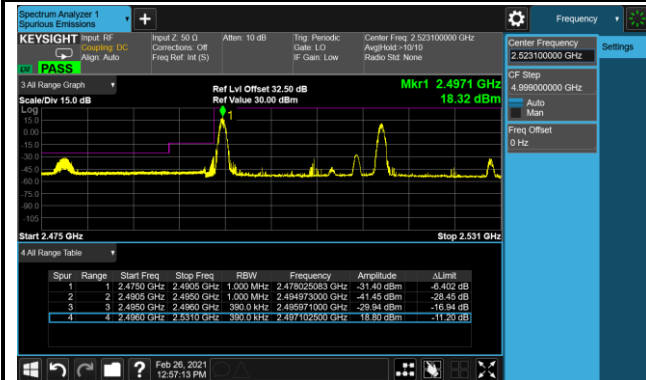 Spectrum Analyzer 1
Spurious Emissions
Frequency
KEYSIGHT
Input: RF
Coupling: DC
Align: Auto
Input Z: 50 Ω
Corrections: Off
Freq Ref: Int (S)
Atten: 10 dB
Trig: Periodic
Gate: LO
IF Gain: Low
Center Freq: 2.523100000 GHz
Avg|Hold:>10/10
Radio Std: None
PASS
Center Frequency
2.523100000 GHz
Settings
CF Step
4.999000000 GHz
Auto
Man
Freq Offset
0 Hz
3 All Range Graph
Scale/Div 15.0 dB
Ref Lvl Offset 32.50 dB
Ref Value 30.00 dBm
Mkr1 2.4971 GHz
18.32 dBm
Log
1
15.0
0.00
-15.0
-30.0
-45.0
-60.0
-75.0
-90.0
-105
Start 2.475 GHz
Stop 2.531 GHz
4 All Range Table
Spur Range Start Freq Stop Freq RBW Frequency Amplitude ΔLimit
1 1 2.4750 GHz 2.4905 GHz 1.000 MHz 2.478025083 GHz -31.40 dBm -6.402 dB
2 2 2.4905 GHz 2.4950 GHz 1.000 MHz 2.494973000 GHz -41.45 dBm -28.45 dB
3 3 2.4950 GHz 2.4960 GHz 390.0 kHz 2.495971000 GHz -29.94 dBm -16.94 dB
4 4 2.4960 GHz 2.5310 GHz 390.0 kHz 2.497102500 GHz 18.80 dBm -11.20 dB
Feb 26, 2021
12:57:13 PM